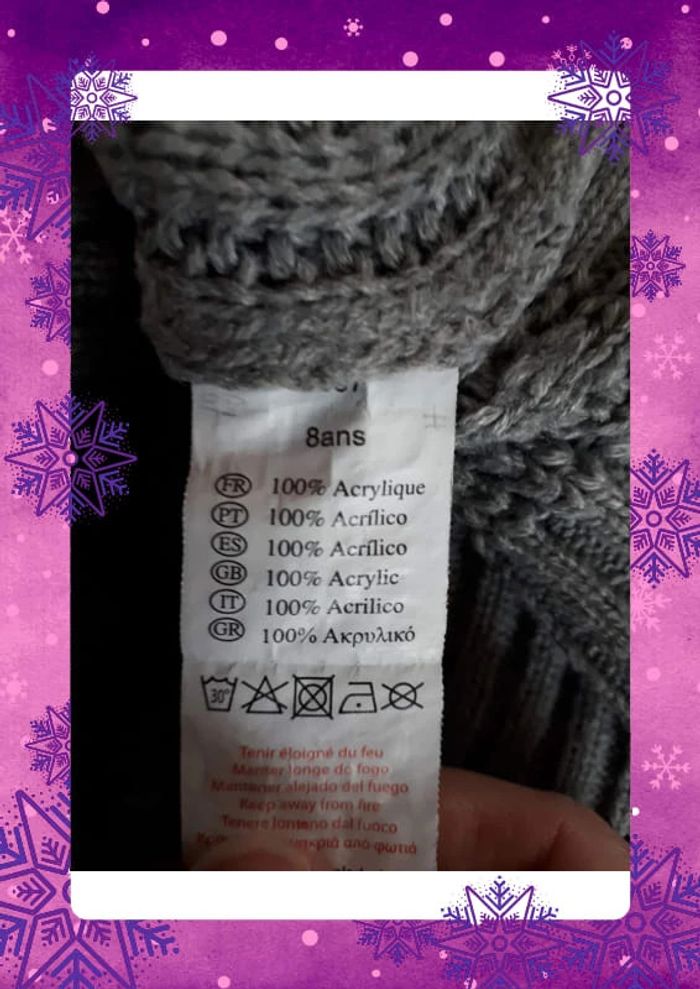 8ans
FR 100% Acrylique
PT 100% Acrílico
ES 100% Acrílico
GB 100% Acrylic
IT 100% Acrilico
GR 100% Ακρυλικό
30°
Tenir éloigné du feu
Manter longe do fogo
Mantener alejado del fuego
Keep away from fire
Tenere lontano dal fuoco
από φωτιά